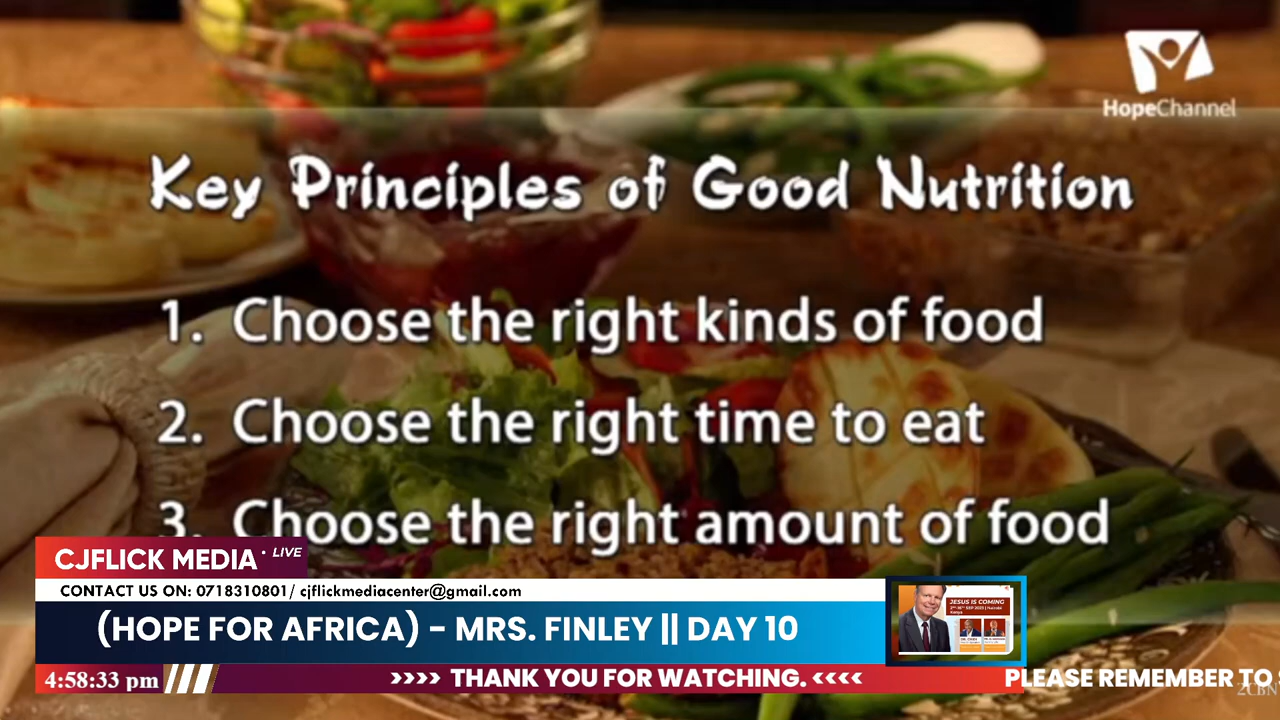 HopeChannel
Key Principles of Good Nutrition
1. Choose the right kinds of food
2. Choose the right time to eat
3. Choose the right amount of food
CJFLICK MEDIA • LIVE
CONTACT US ON: 0718310801/ cjflickmediacenter@gmail.com
(HOPE FOR AFRICA) - MRS. FINLEY || DAY 10
JESUS IS COMING
4:58:33 pm
>>>> THANK YOU FOR WATCHING. <<<<
PLEASE REMEMBER TO